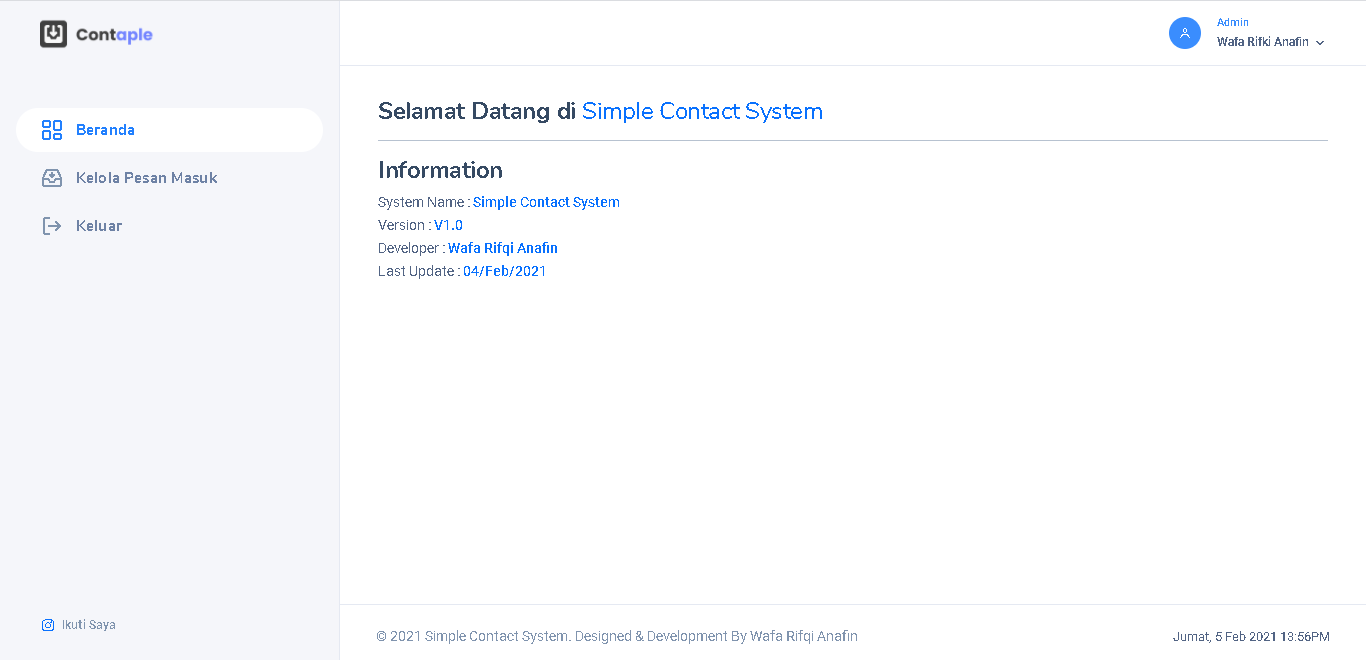 Contaple
Admin
Wafa Rifki Anafin
Beranda
Kelola Pesan Masuk
Keluar
Selamat Datang di Simple Contact System
Information
System Name : Simple Contact System
Version : V1.0
Developer : Wafa Rifqi Anafin
Last Update : 04/Feb/2021
Ikuti Saya
© 2021 Simple Contact System. Designed & Development By Wafa Rifqi Anafin
Jumat, 5 Feb 2021 13:56PM